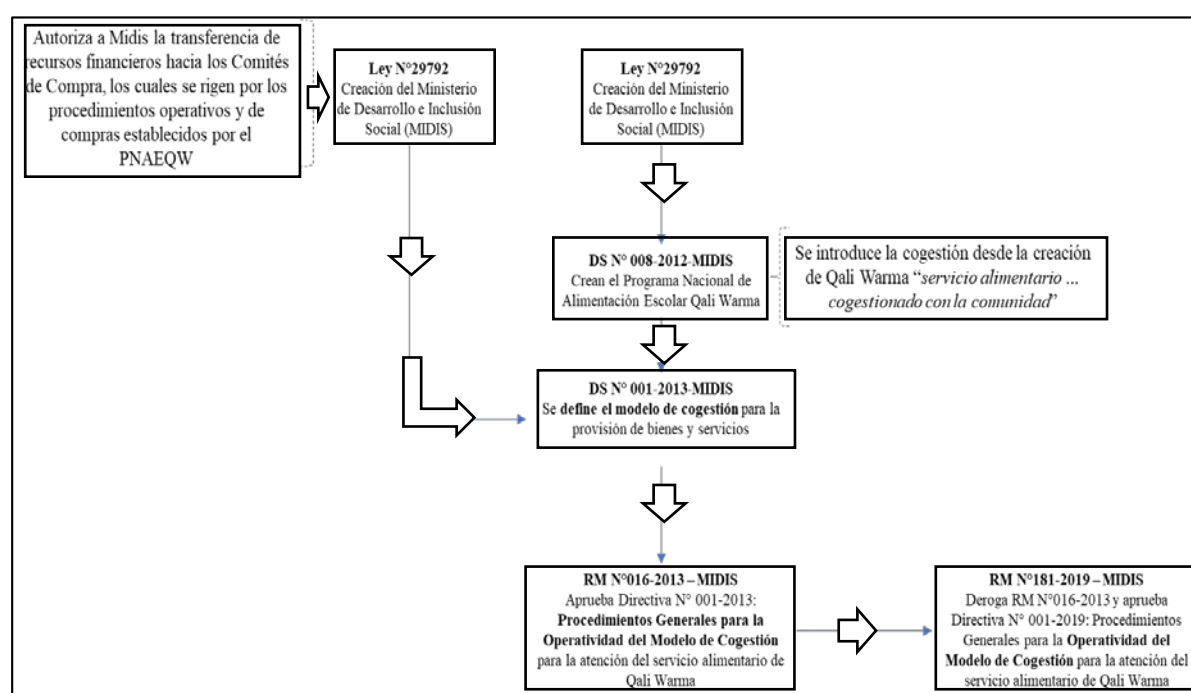 Autoriza a Midis la transferencia de
recursos financieros hacia los Comités
de Compra, los cuales se rigen por los
procedimientos operativos y de
compras establecidos por el
PNAEQW
Ley N°29792
Creación del Ministerio
de Desarrollo e Inclusión
Social (MIDIS)
Ley N°29792
Creación del Ministerio
de Desarrollo e Inclusión
Social (MIDIS)
DS N° 008-2012-MIDIS
Crean el Programa Nacional de
Alimentación Escolar Qali Warma
Se introduce la cogestión desde la creación
de Qali Warma “servicio alimentario ...
cogestionado con la comunidad”
DS N° 001-2013-MIDIS
Se define el modelo de cogestión para la
provisión de bienes y servicios
RM N°016-2013 – MIDIS
Aprueba Directiva N° 001-2013:
Procedimientos Generales para la
Operatividad del Modelo de Cogestión
para la atención del servicio alimentario de
Qali Warma
RM N°181-2019 – MIDIS
Deroga RM N°016-2013 y aprueba
Directiva N° 001-2019: Procedimientos
Generales para la Operatividad del
Modelo de Cogestión para la atención del
servicio alimentario de Qali Warma